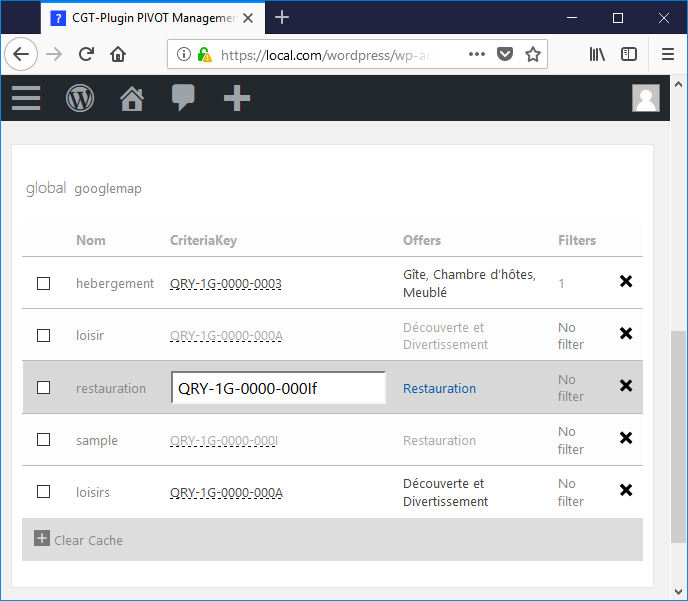 CGT-Plugin PIVOT Managemen
https://local.com/wordpress/wp-ad
global googlemap
Nom CriteriaKey Offers Filters
hebergement QRY-1G-0000-0003 Gîte, Chambre d'hôtes, 1
Meublé
loisir QRY-1G-0000-000A Découverte et No
Divertissement filter
restauration QRY-1G-0000-000If Restauration No
filter
sample QRY-1G-0000-000I Restauration No
filter
loisirs QRY-1G-0000-000A Découverte et No
Divertissement filter
Clear Cache